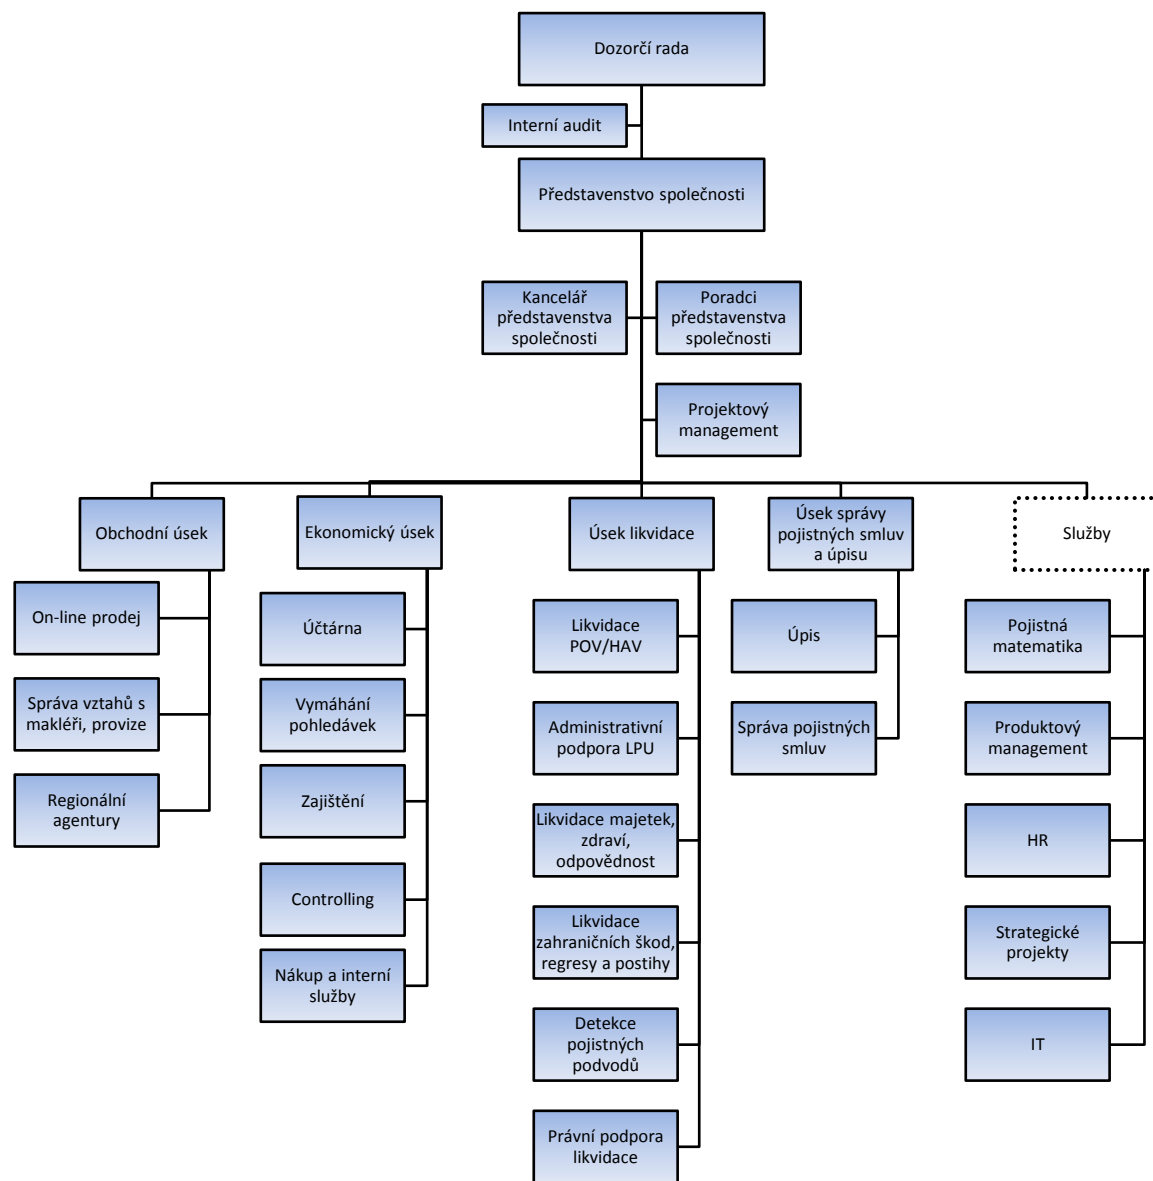 Dozorčí rada
Interní audit
Představenstvo společnosti
Kancelář
představenstva
společnosti
Poradci
představenstva
společnosti
Projektový
management
Obchodní úsek
On-line prodej
Správa vztahů s
makléři, provize
Regionální
agentury
Ekonomický úsek
Účtárna
Vymáhání
pohledávek
Zajištění
Controlling
Nákup a interní
služby
Úsek likvidace
Likvidace
POV/HAV
Administrativní
podpora LPU
Likvidace majetek,
zdraví,
odpovědnost
Likvidace
zahraničních škod,
regresy a postihy
Detekce
pojistných
podvodů
Právní podpora
likvidace
Úsek správy
pojistných smluv
a úpisu
Úpis
Správa pojistných
smluv
Služby
Pojistná
matematika
Produktový
management
HR
Strategické
projekty
IT